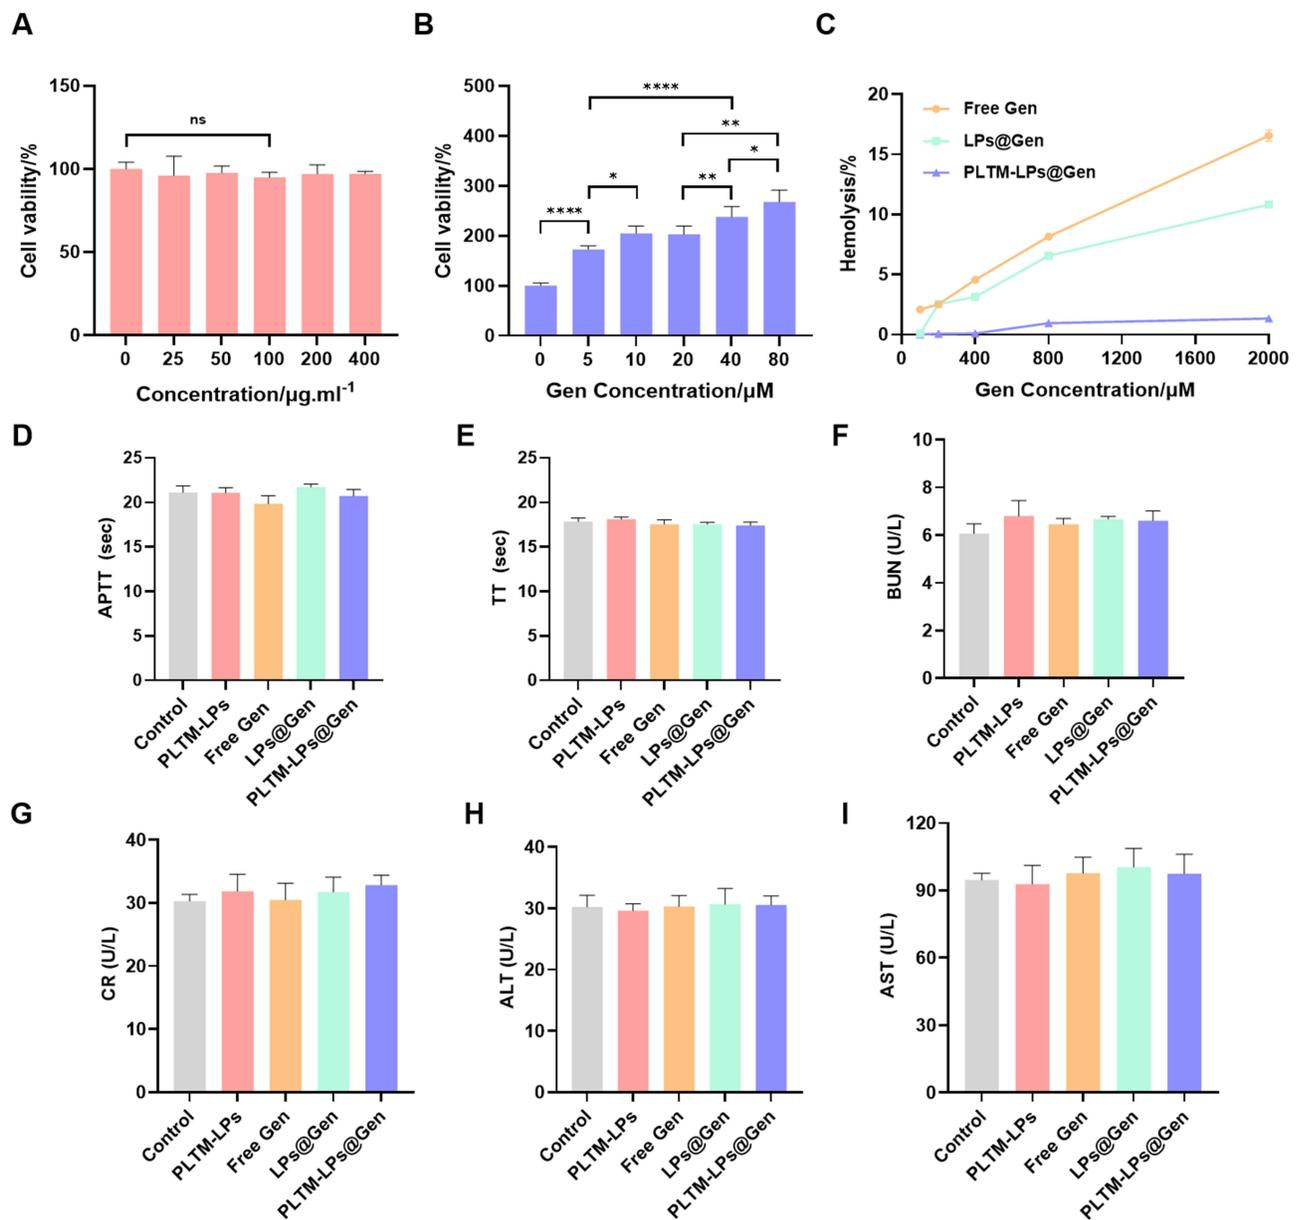 A
Cell vability/%
150
100
50
0
ns
0 25 50 100 200 400
Concentration/μg.ml-1
B
Cell vability/%
500
400
300
200
100
0
****
**
*
*
**
****
0 5 10 20 40 80
Gen Concentration/μM
C
Hemolysis/%
20
15
10
5
0
Free Gen
LPs@Gen
PLTM-LPs@Gen
0 400 800 1200 1600 2000
Gen Concentration/μM
D
APTT (sec)
25
20
15
10
5
0
Control
PLTM-LPs
Free Gen
LPs@Gen
PLTM-LPs@Gen
E
TT (sec)
25
20
15
10
5
0
Control
PLTM-LPs
Free Gen
LPs@Gen
PLTM-LPs@Gen
F
BUN (U/L)
10
8
6
4
2
0
Control
PLTM-LPs
Free Gen
LPs@Gen
PLTM-LPs@Gen
G
CR (U/L)
40
30
20
10
0
Control
PLTM-LPs
Free Gen
LPs@Gen
PLTM-LPs@Gen
H
ALT (U/L)
40
30
20
10
0
Control
PLTM-LPs
Free Gen
LPs@Gen
PLTM-LPs@Gen
I
AST (U/L)
120
90
60
30
0
Control
PLTM-LPs
Free Gen
LPs@Gen
PLTM-LPs@Gen